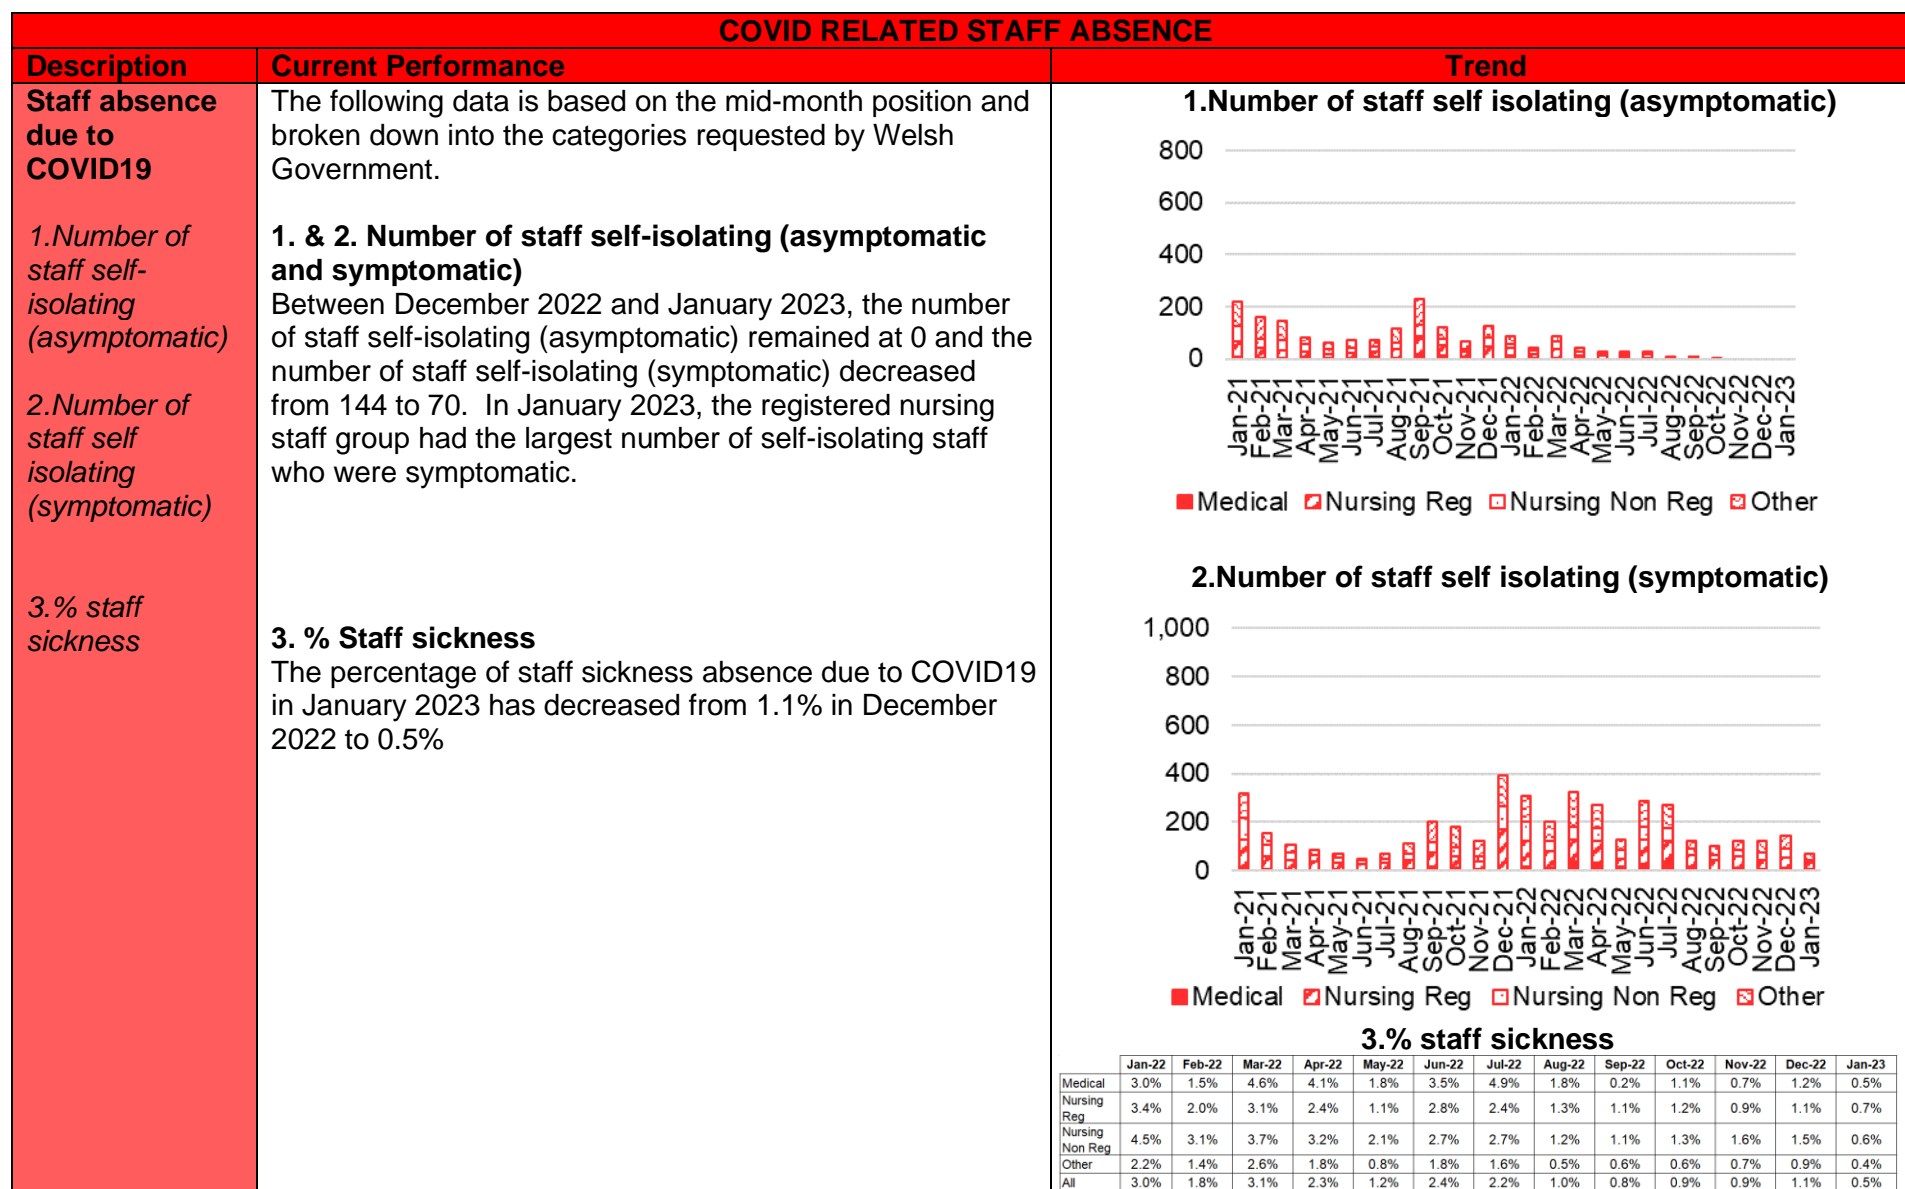 COVID RELATED STAFF ABSENCE
Description
Current Performance
Trend
Staff absence
due to
COVID19
1.Number of
staff self-
isolating
(asymptomatic)
2.Number of
staff self
isolating
(symptomatic)
3.% staff
sickness
The following data is based on the mid-month position and
broken down into the categories requested by Welsh
Government.
1. & 2. Number of staff self-isolating (asymptomatic
and symptomatic)
Between December 2022 and January 2023, the number
of staff self-isolating (asymptomatic) remained at 0 and the
number of staff self-isolating (symptomatic) decreased
from 144 to 70.  In January 2023, the registered nursing
staff group had the largest number of self-isolating staff
who were symptomatic.
3. % Staff sickness
The percentage of staff sickness absence due to COVID19
in January 2023 has decreased from 1.1% in December
2022 to 0.5%
1.Number of staff self isolating (asymptomatic)
800
600
400
200
0
Jan-21 Feb-21 Mar-21 Apr-21 May-21 Jun-21 Jul-21 Aug-21 Sep-21 Oct-21 Nov-21 Dec-21 Jan-22 Feb-22 Mar-22 Apr-22 May-22 Jun-22 Jul-22 Aug-22 Sep-22 Oct-22 Nov-22 Dec-22 Jan-23
Medical Nursing Reg Nursing Non Reg Other
2.Number of staff self isolating (symptomatic)
1,000
800
600
400
200
0
Jan-21 Feb-21 Mar-21 Apr-21 May-21 Jun-21 Jul-21 Aug-21 Sep-21 Oct-21 Nov-21 Dec-21 Jan-22 Feb-22 Mar-22 Apr-22 May-22 Jun-22 Jul-22 Aug-22 Sep-22 Oct-22 Nov-22 Dec-22 Jan-23
Medical Nursing Reg Nursing Non Reg Other
3.% staff sickness
Jan-22 Feb-22 Mar-22 Apr-22 May-22 Jun-22 Jul-22 Aug-22 Sep-22 Oct-22 Nov-22 Dec-22 Jan-23
Medical 3.0% 1.5% 4.6% 4.1% 1.8% 3.5% 4.9% 1.8% 0.2% 1.1% 0.7% 1.2% 0.5%
Nursing
Reg 3.4% 2.0% 3.1% 2.4% 1.1% 2.8% 2.4% 1.3% 1.1% 1.2% 0.9% 1.1% 0.7%
Nursing
Non Reg 4.5% 3.1% 3.7% 3.2% 2.1% 2.7% 2.7% 1.2% 1.1% 1.3% 1.6% 1.5% 0.6%
Other 2.2% 1.4% 2.6% 1.8% 0.8% 1.8% 1.6% 0.5% 0.6% 0.6% 0.7% 0.9% 0.4%
All 3.0% 1.8% 3.1% 2.3% 1.2% 2.4% 2.2% 1.0% 0.8% 0.9% 0.9% 1.1% 0.5%